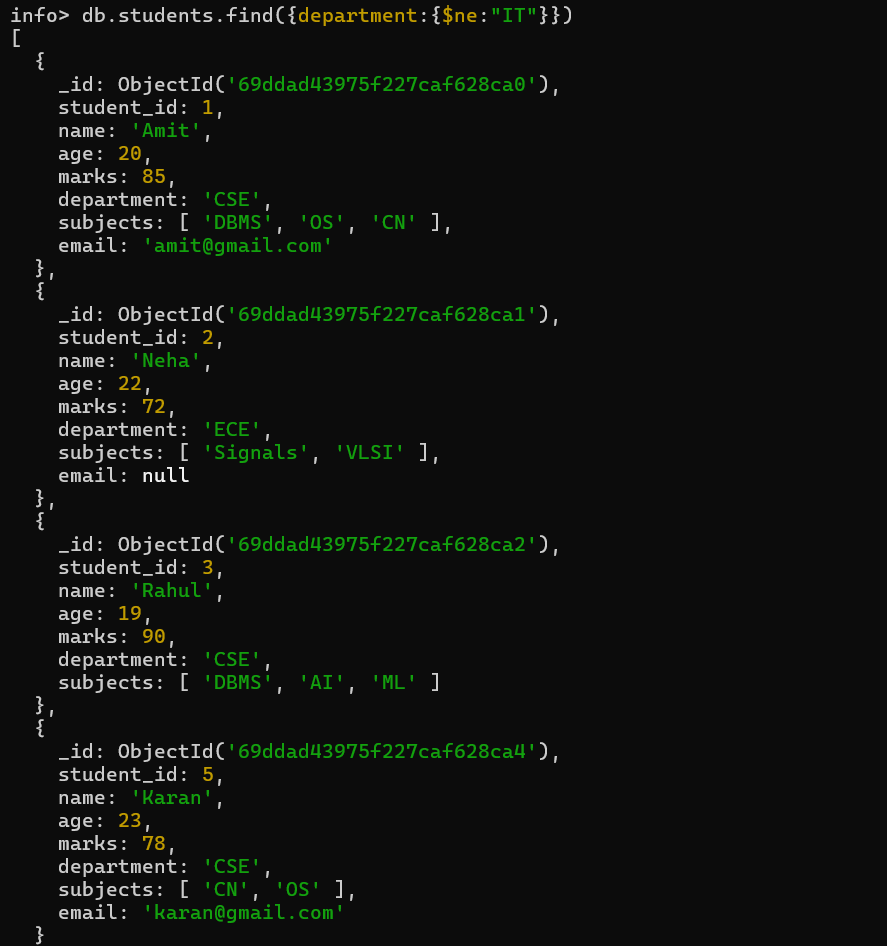 info> db.students.find({department:{$ne:"IT"}})
[
  {
    _id: ObjectId('69ddad43975f227caf628ca0'),
    student_id: 1,
    name: 'Amit',
    age: 20,
    marks: 85,
    department: 'CSE',
    subjects: [ 'DBMS', 'OS', 'CN' ],
    email: 'amit@gmail.com'
  },
  {
    _id: ObjectId('69ddad43975f227caf628ca1'),
    student_id: 2,
    name: 'Neha',
    age: 22,
    marks: 72,
    department: 'ECE',
    subjects: [ 'Signals', 'VLSI' ],
    email: null
  },
  {
    _id: ObjectId('69ddad43975f227caf628ca2'),
    student_id: 3,
    name: 'Rahul',
    age: 19,
    marks: 90,
    department: 'CSE',
    subjects: [ 'DBMS', 'AI', 'ML' ]
  },
  {
    _id: ObjectId('69ddad43975f227caf628ca4'),
    student_id: 5,
    name: 'Karan',
    age: 23,
    marks: 78,
    department: 'CSE',
    subjects: [ 'CN', 'OS' ],
    email: 'karan@gmail.com'
  }